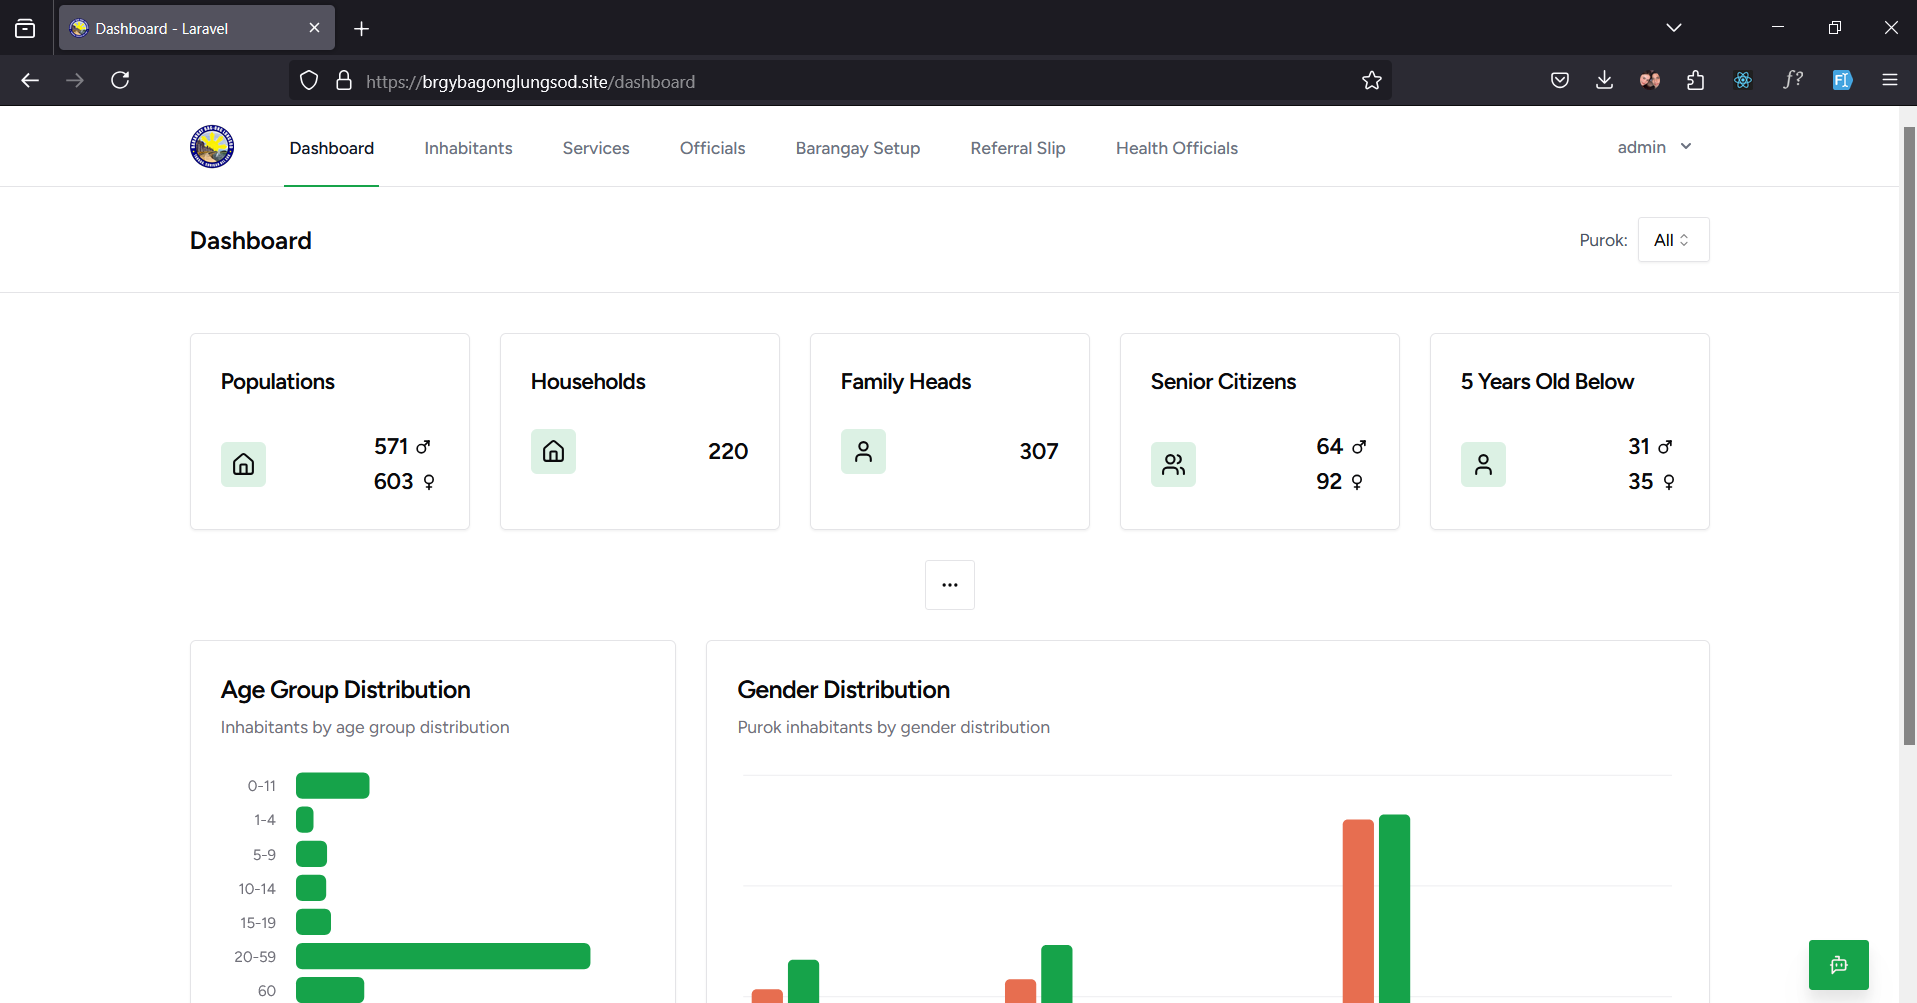 Dashboard - Laravel
https://brgybagonglungsod.site/dashboard
f?
Dashboard
Inhabitants
Services
Officials
Barangay Setup
Referral Slip
Health Officials
admin
Dashboard
Purok:
All
Populations
571 ♂
603 ♀
Households
220
Family Heads
307
Senior Citizens
64 ♂
92 ♀
5 Years Old Below
31 ♂
35 ♀
...
Age Group Distribution
Inhabitants by age group distribution
0-11
1-4
5-9
10-14
15-19
20-59
60
Gender Distribution
Purok inhabitants by gender distribution